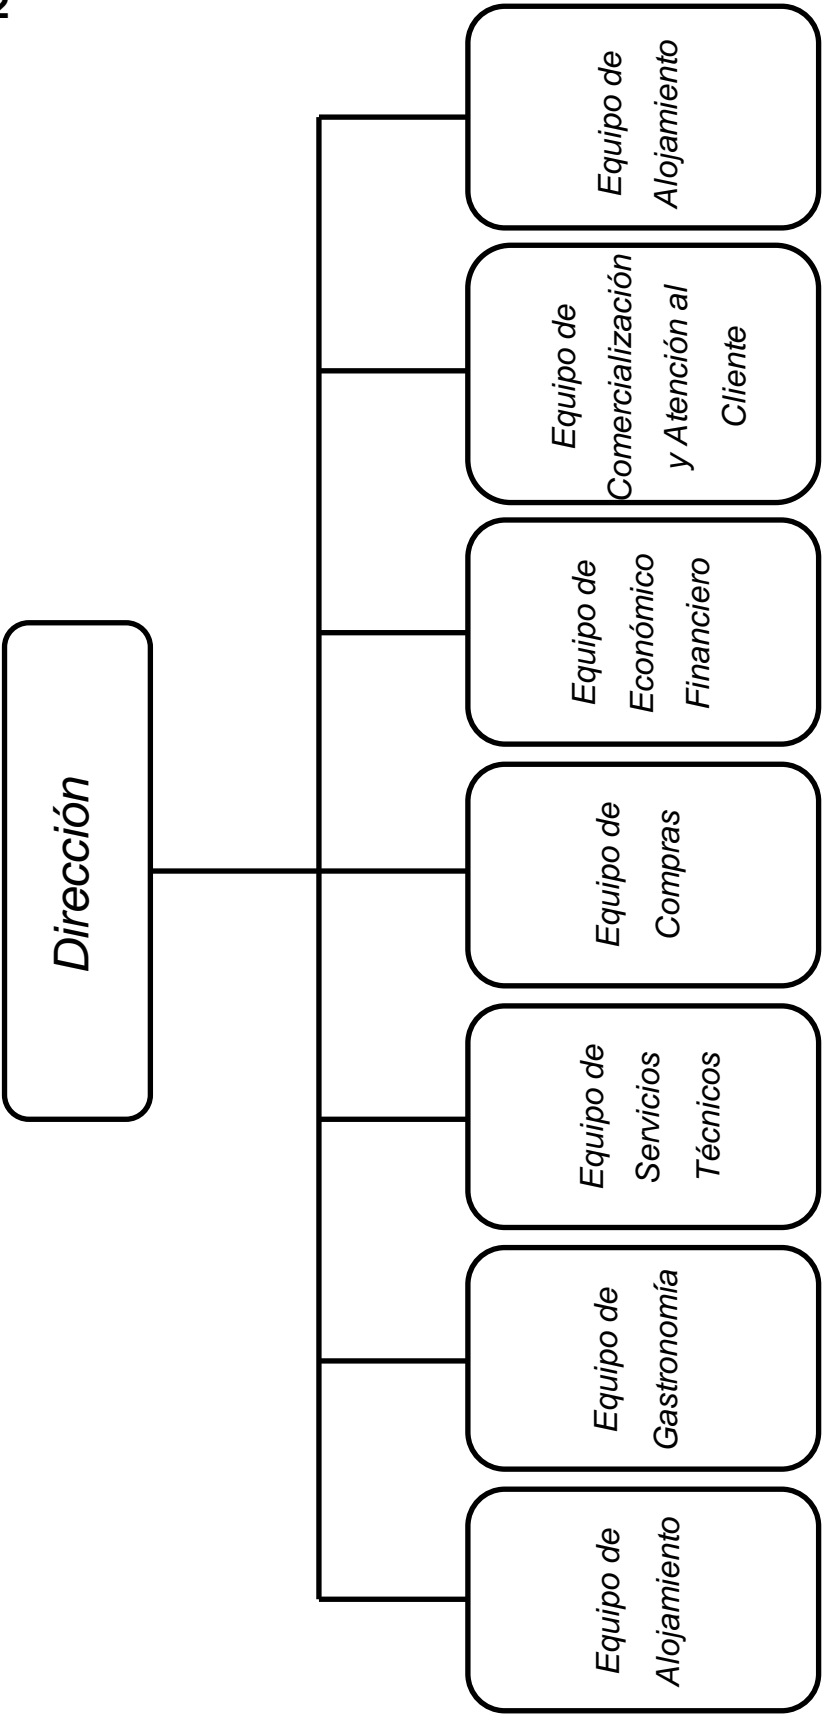 Dirección
Equipo de
Alojamiento
Equipo de
Gastronomía
Equipo de
Servicios
Técnicos
Equipo de
Compras
Equipo de
Económico
Financiero
Equipo de
Comercialización
y Atención al
Cliente
Equipo de
Alojamiento